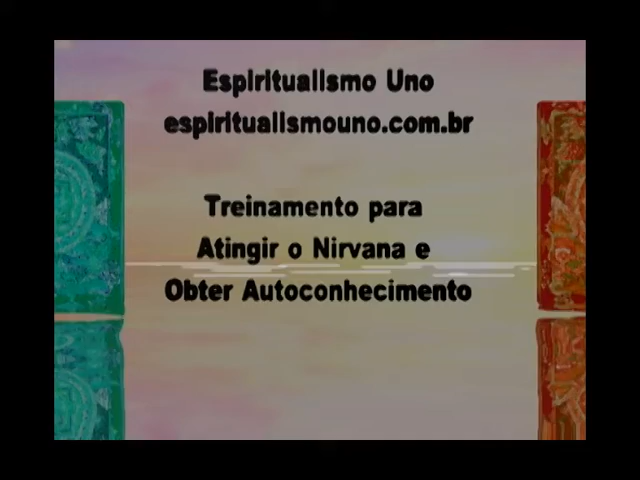 Espiritualismo Uno
espiritualismouno.com.br
Treinamento para
Atingir o Nirvana e
Obter Autoconhecimento